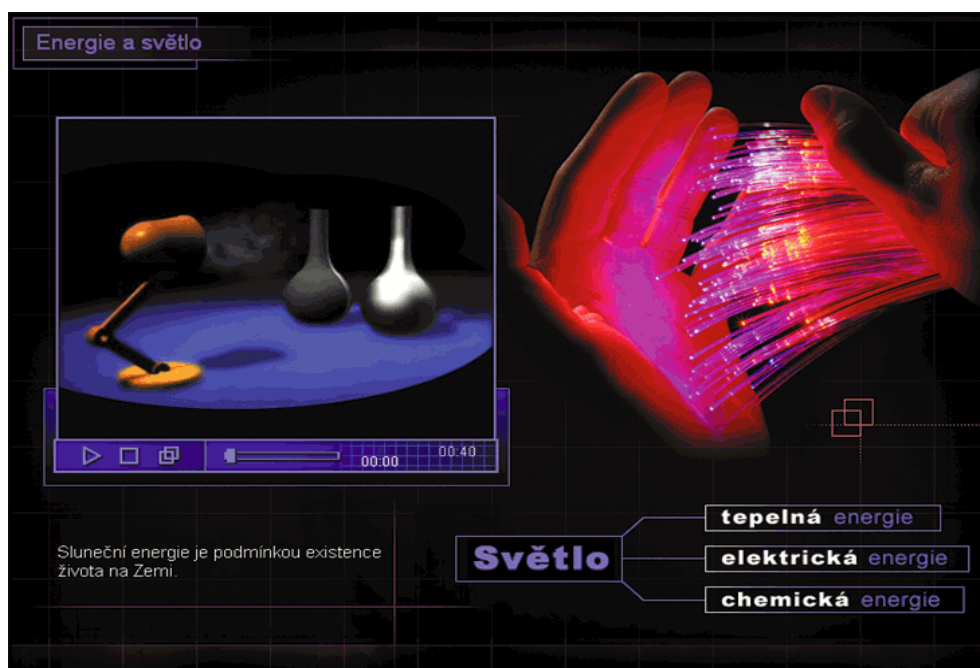 Energie a světlo
00:00
00:40
Sluneční energie je podmínkou existence
života na Zemi.
Světlo
tepelná energie
elektrická energie
chemická energie